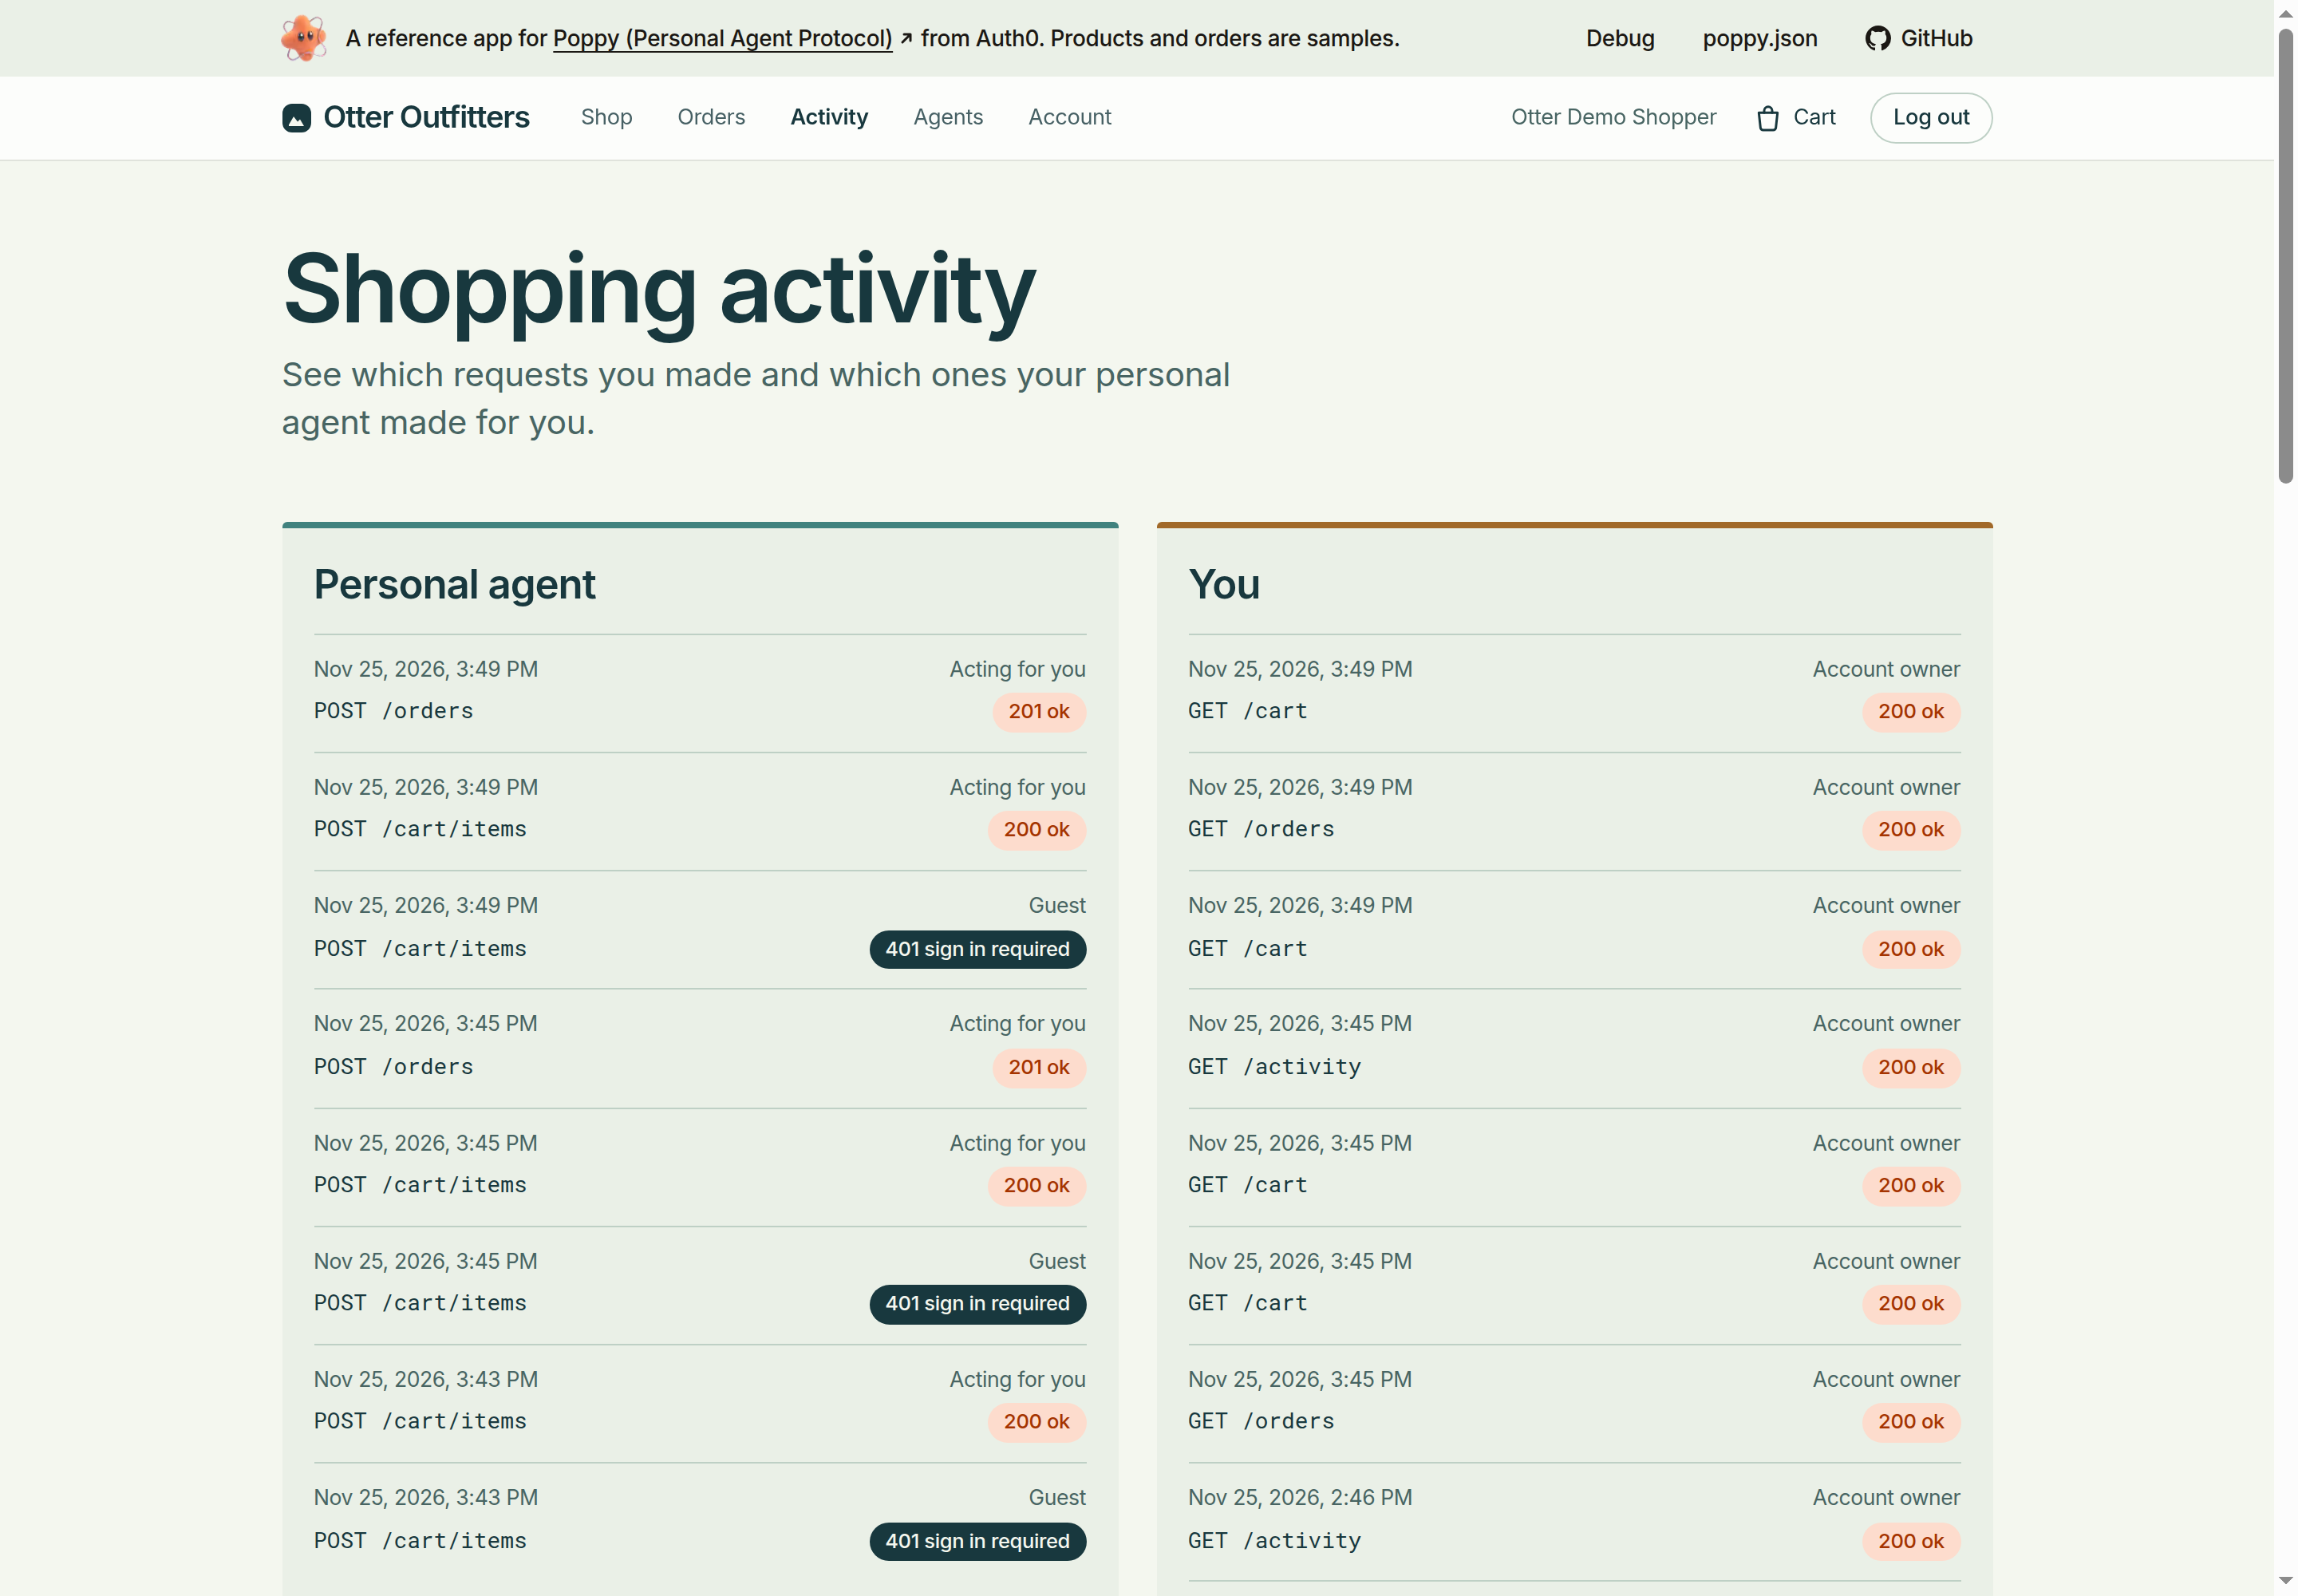 A reference app for Poppy (Personal Agent Protocol) ↗ from Auth0. Products and orders are samples.
Debug
poppy.json
GitHub
Otter Outfitters
Shop
Orders
Activity
Agents
Account
Otter Demo Shopper
Cart
Log out
Shopping activity
See which requests you made and which ones your personal
agent made for you.
Personal agent
Nov 25, 2026, 3:49 PM Acting for you
POST /orders 201 ok
Nov 25, 2026, 3:49 PM Acting for you
POST /cart/items 200 ok
Nov 25, 2026, 3:49 PM Guest
POST /cart/items 401 sign in required
Nov 25, 2026, 3:45 PM Acting for you
POST /orders 201 ok
Nov 25, 2026, 3:45 PM Acting for you
POST /cart/items 200 ok
Nov 25, 2026, 3:45 PM Guest
POST /cart/items 401 sign in required
Nov 25, 2026, 3:43 PM Acting for you
POST /cart/items 200 ok
Nov 25, 2026, 3:43 PM Guest
POST /cart/items 401 sign in required
You
Nov 25, 2026, 3:49 PM Account owner
GET /cart 200 ok
Nov 25, 2026, 3:49 PM Account owner
GET /orders 200 ok
Nov 25, 2026, 3:49 PM Account owner
GET /cart 200 ok
Nov 25, 2026, 3:45 PM Account owner
GET /activity 200 ok
Nov 25, 2026, 3:45 PM Account owner
GET /cart 200 ok
Nov 25, 2026, 3:45 PM Account owner
GET /cart 200 ok
Nov 25, 2026, 3:45 PM Account owner
GET /orders 200 ok
Nov 25, 2026, 2:46 PM Account owner
GET /activity 200 ok